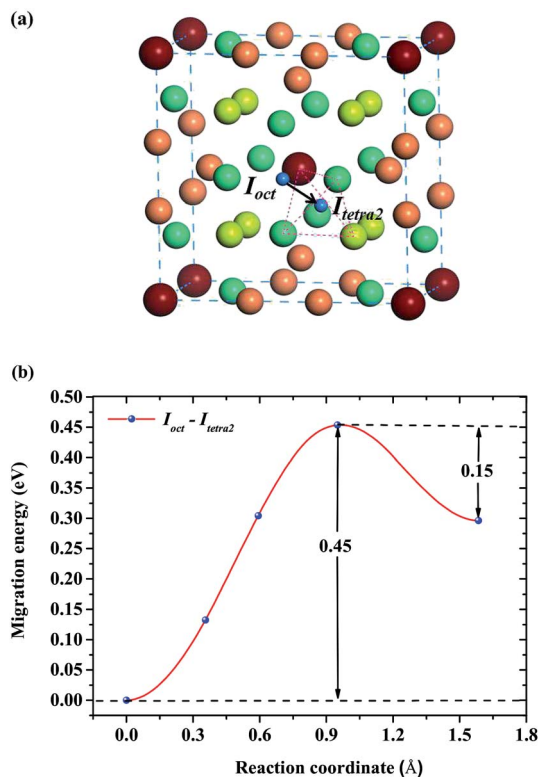 (a)
I_oct
I_tetra2
(b)
Migration energy (eV)
0.50
0.45
0.40
0.35
0.30
0.25
0.20
0.15
0.10
0.05
0.00
I_oct - I_tetra2
0.15
0.45
0.0 0.3 0.6 0.9 1.2 1.5 1.8
Reaction coordinate (Å)